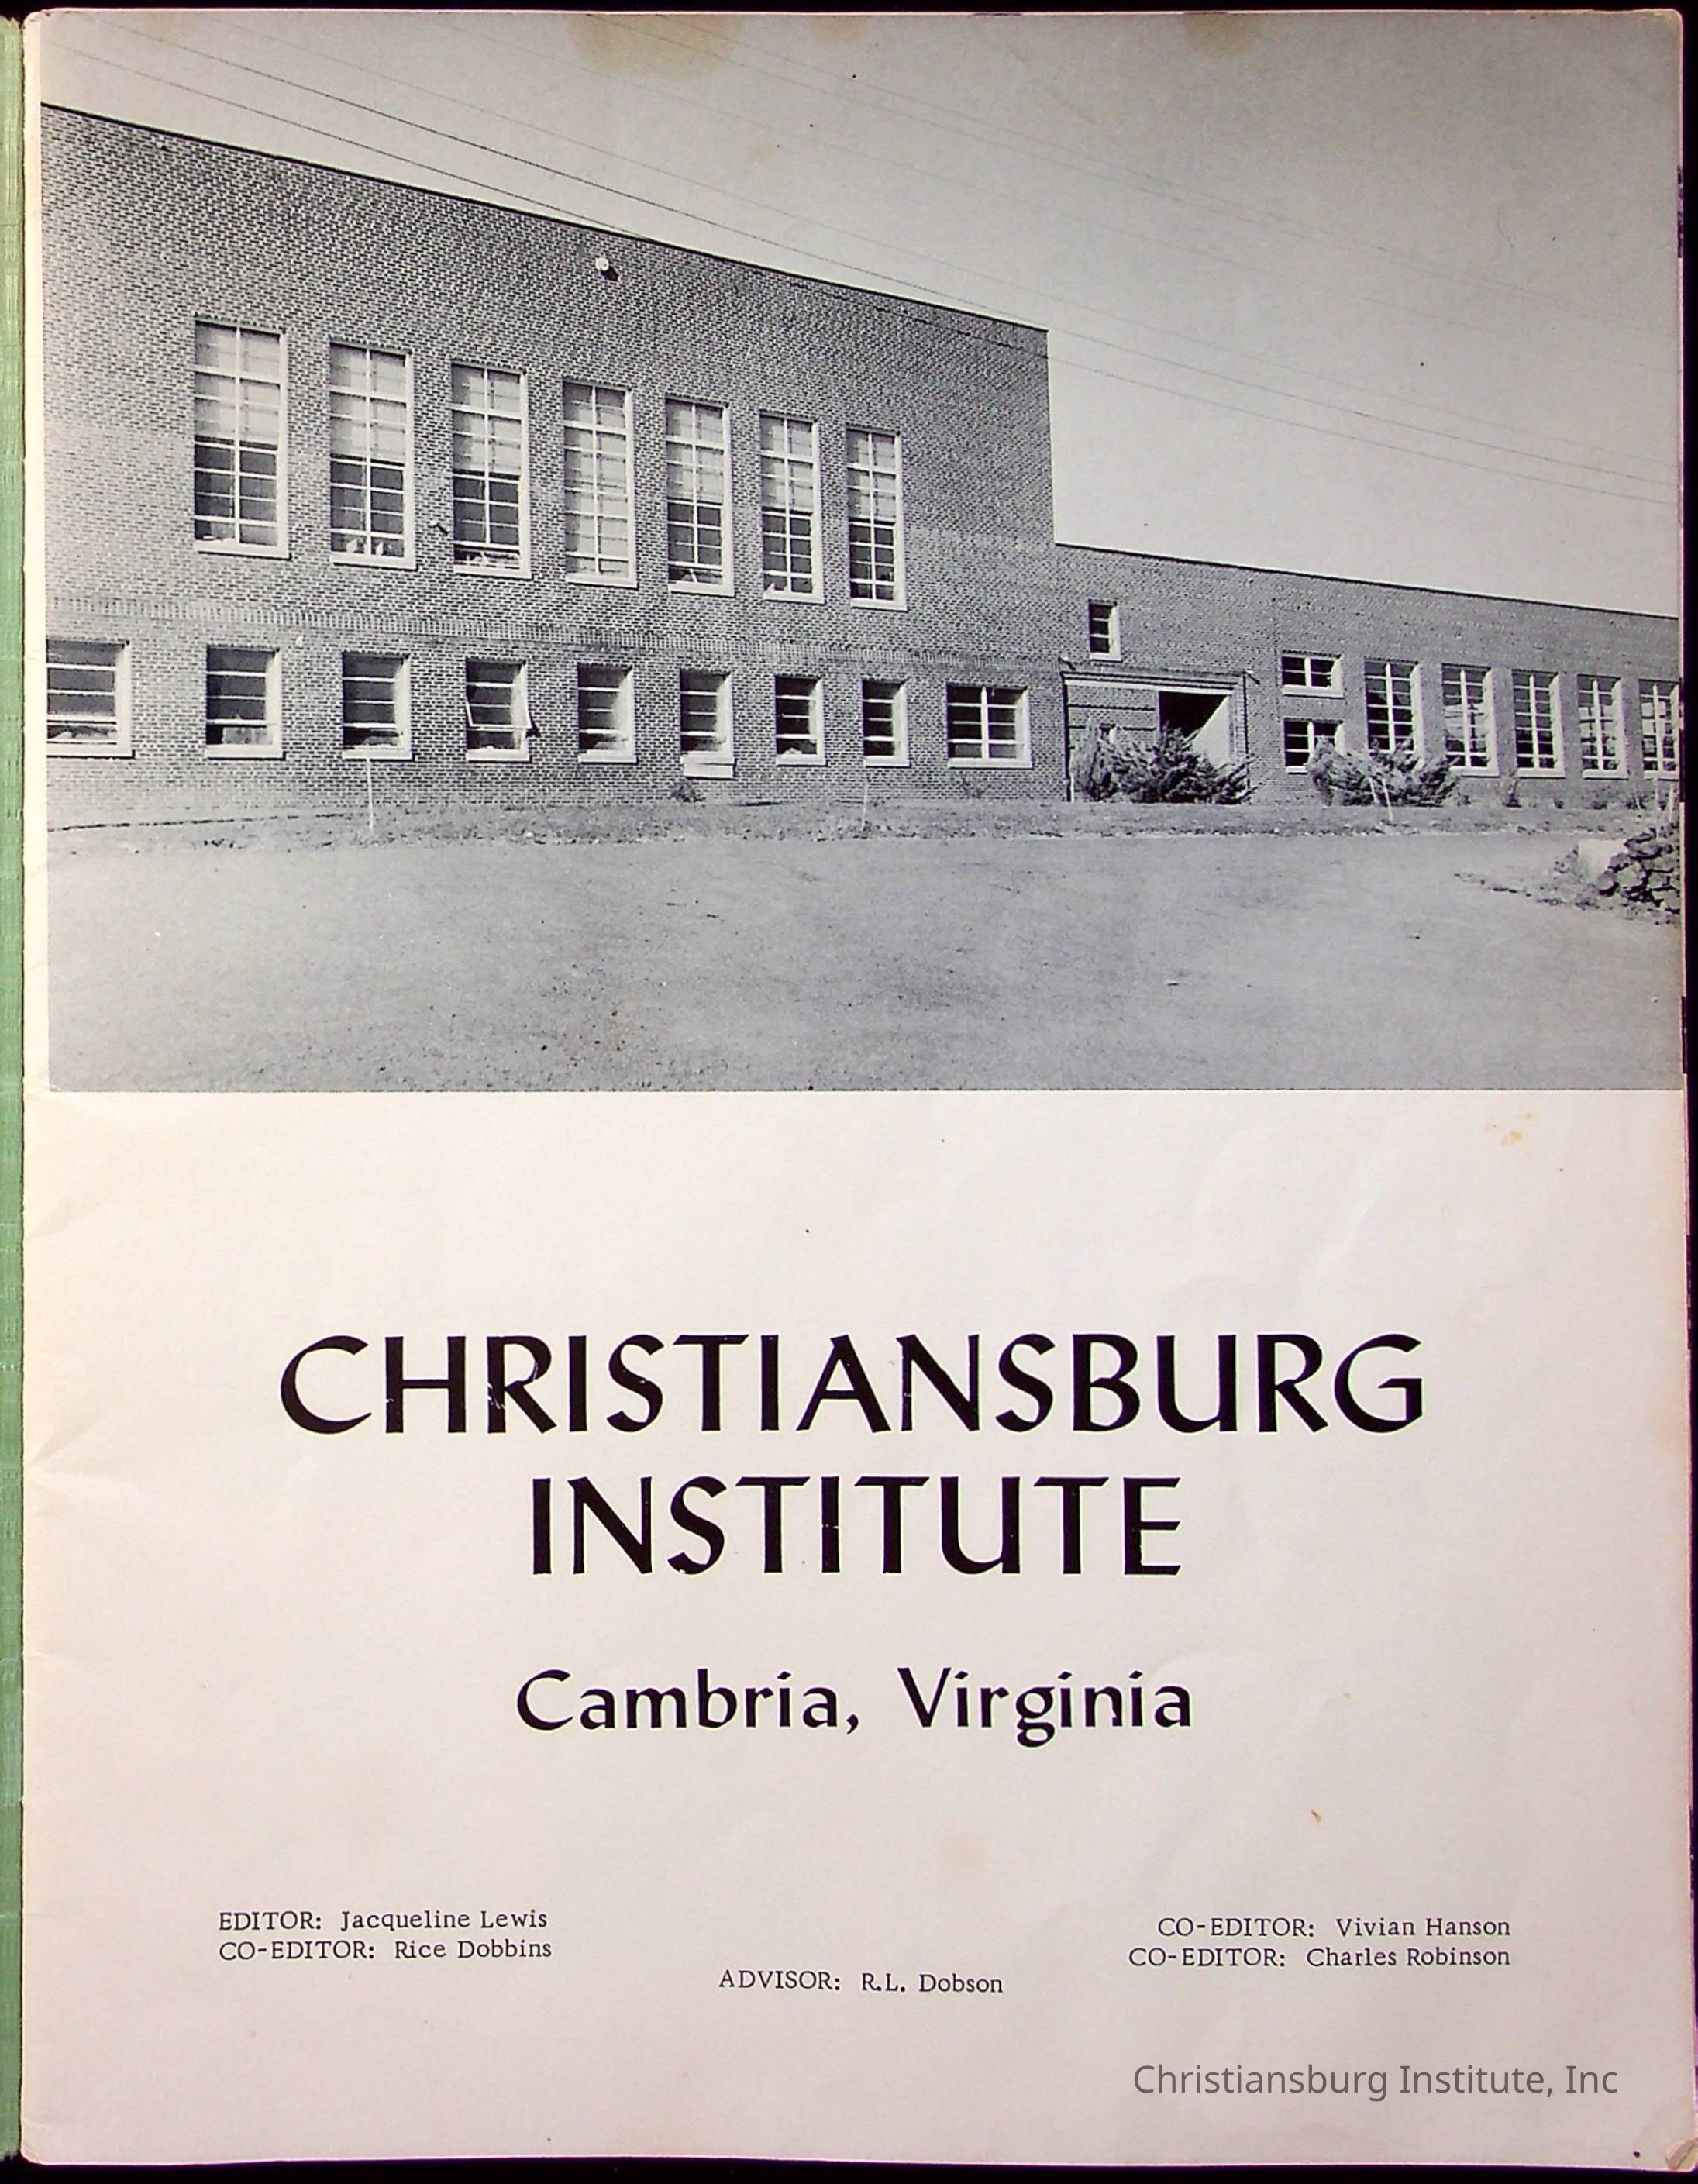 CHRISTIANSBURG
INSTITUTE
Cambria, Virginia
EDITOR: Jacqueline Lewis
CO-EDITOR: Rice Dobbins
CO-EDITOR: Vivian Hanson
CO-EDITOR: Charles Robinson
ADVISOR: R.L. Dobson
Christiansburg Institute, Inc